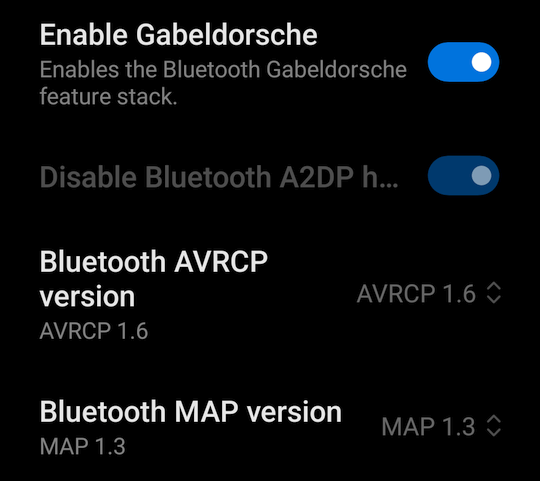 Enable Gabeldorsche
Enables the Bluetooth Gabeldorsche
feature stack.
Disable Bluetooth A2DP h...
Bluetooth AVRCP
version
AVRCP 1.6
AVRCP 1.6
Bluetooth MAP version
MAP 1.3
MAP 1.3